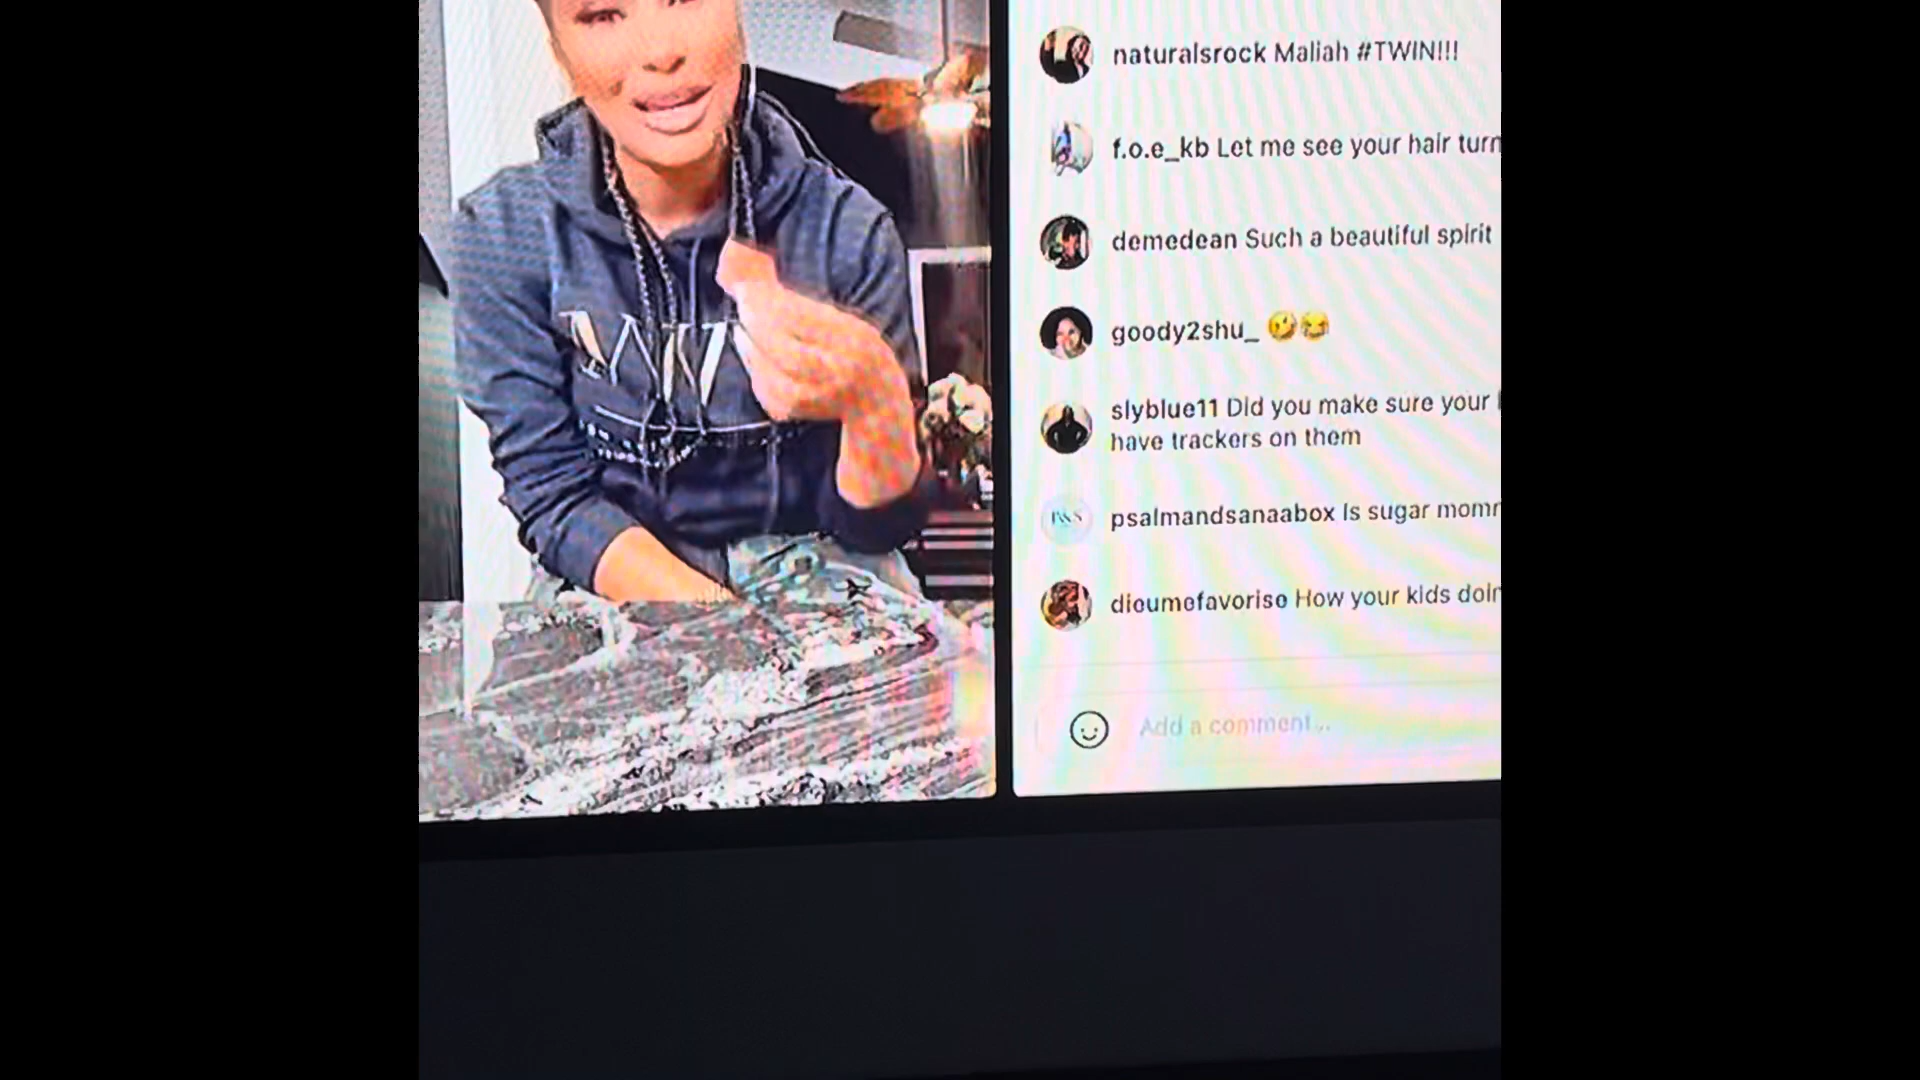 naturalsrock Maliah #TWIN!!!
f.o.e_kb Let me see your hair turn
demedean Such a beautiful spirit
goody2shu_ 🤣😂
slyblue11 Did you make sure your
have trackers on them
psalmandsanaabox Is sugar
dieumefavorise How your kids
Add a comment...